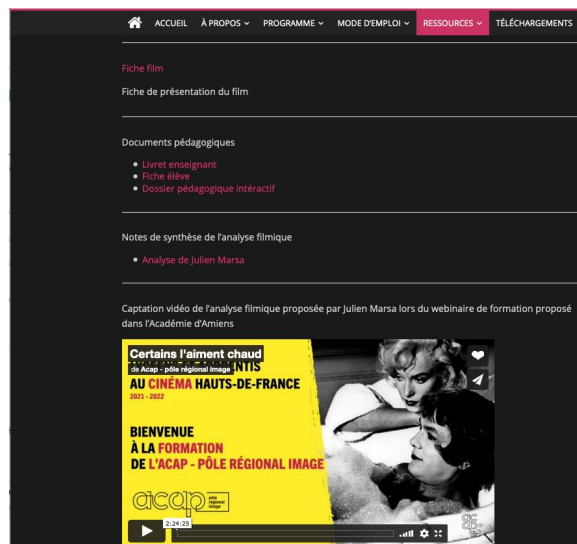 ACCUEIL À PROPOS PROGRAMME MODE D'EMPLOI RESSOURCES TÉLÉCHARGEMENTS
Fiche film
Fiche de présentation du film
Documents pédagogiques
Livret enseignant
Fiche élève
Dossier pédagogique intéractif
Notes de synthèse de l'analyse filmique
Analyse de Julien Marsa
Captation vidéo de l'analyse filmique proposée par Julien Marsa lors du webinaire de formation proposé
dans l'Académie d'Amiens
Certains l'aiment chaud
de Acap - pôle régional image
NTIS
AU CINÉMA HAUTS-DE-FRANCE
2021 - 2022
BIENVENUE
À LA FORMATION
DE L'ACAP - PÔLE RÉGIONAL IMAGE
acap pôle
régional
image
2:24:25